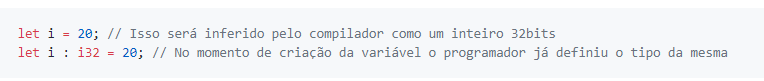 let i = 20; // Isso será inferido pelo compilador como um inteiro 32bits
let i : i32 = 20; // No momento de criação da variável o programador já definiu o tipo da mesma